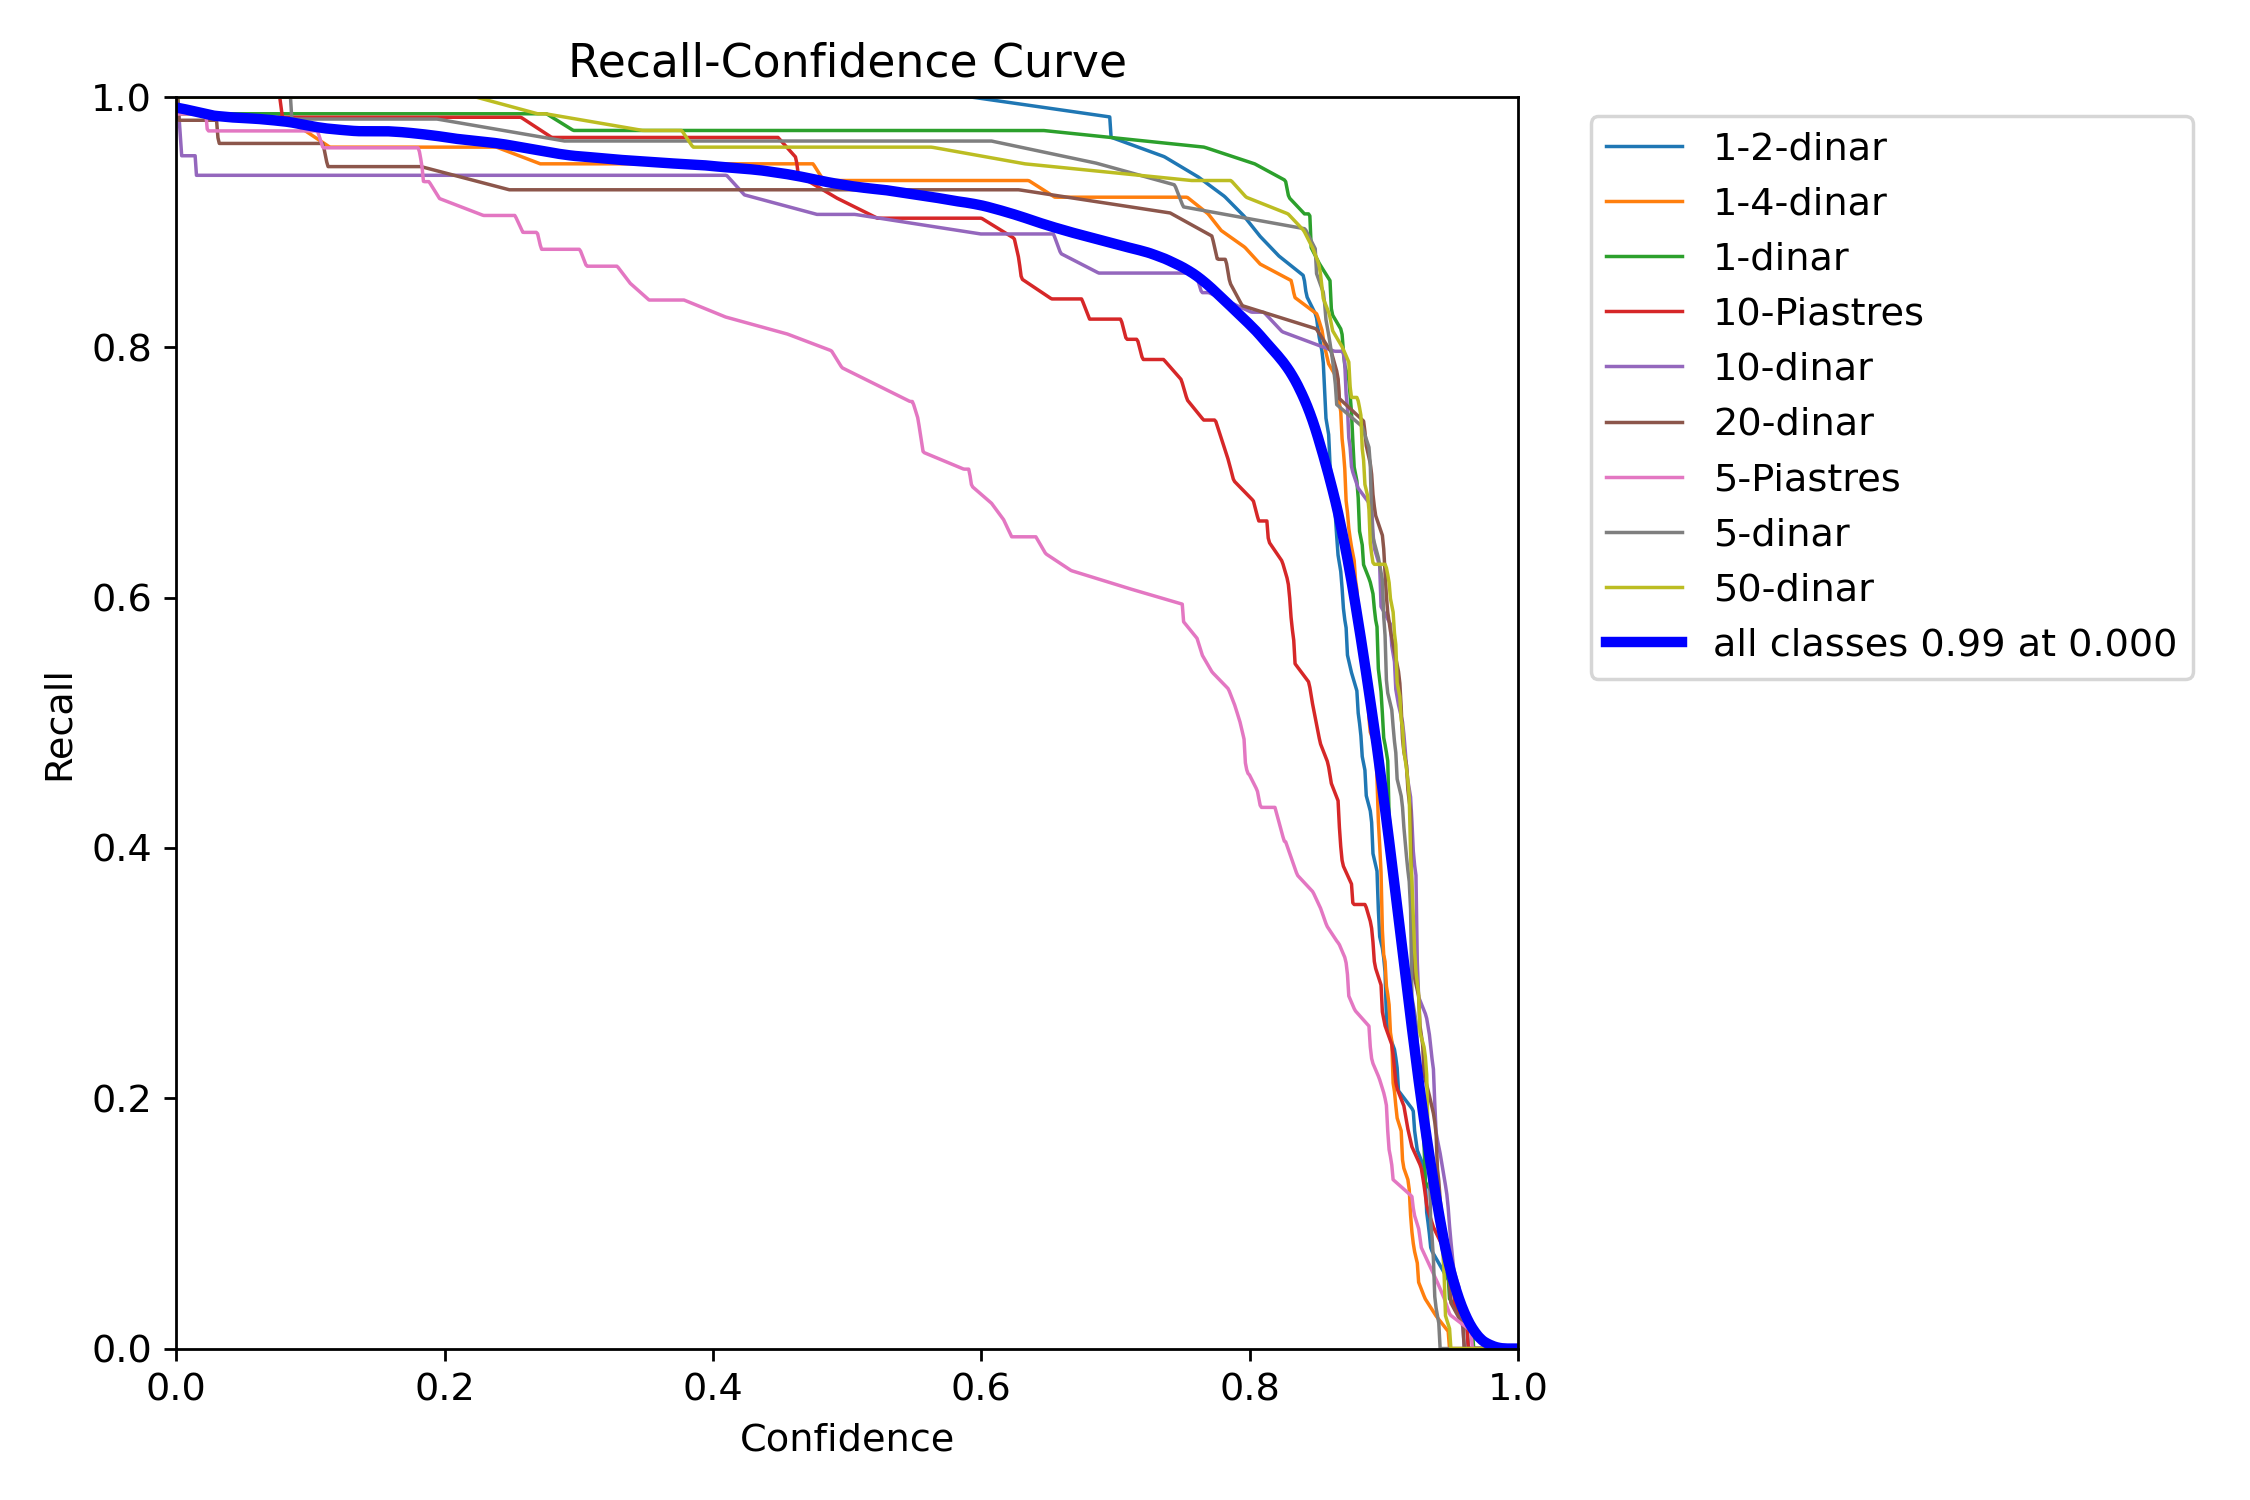 Recall-Confidence Curve
1.0
0.8
0.6
0.4
0.2
0.0
Recall
0.0 0.2 0.4 0.6 0.8 1.0
Confidence
1-2-dinar
1-4-dinar
1-dinar
10-Piastres
10-dinar
20-dinar
5-Piastres
5-dinar
50-dinar
all classes 0.99 at 0.000